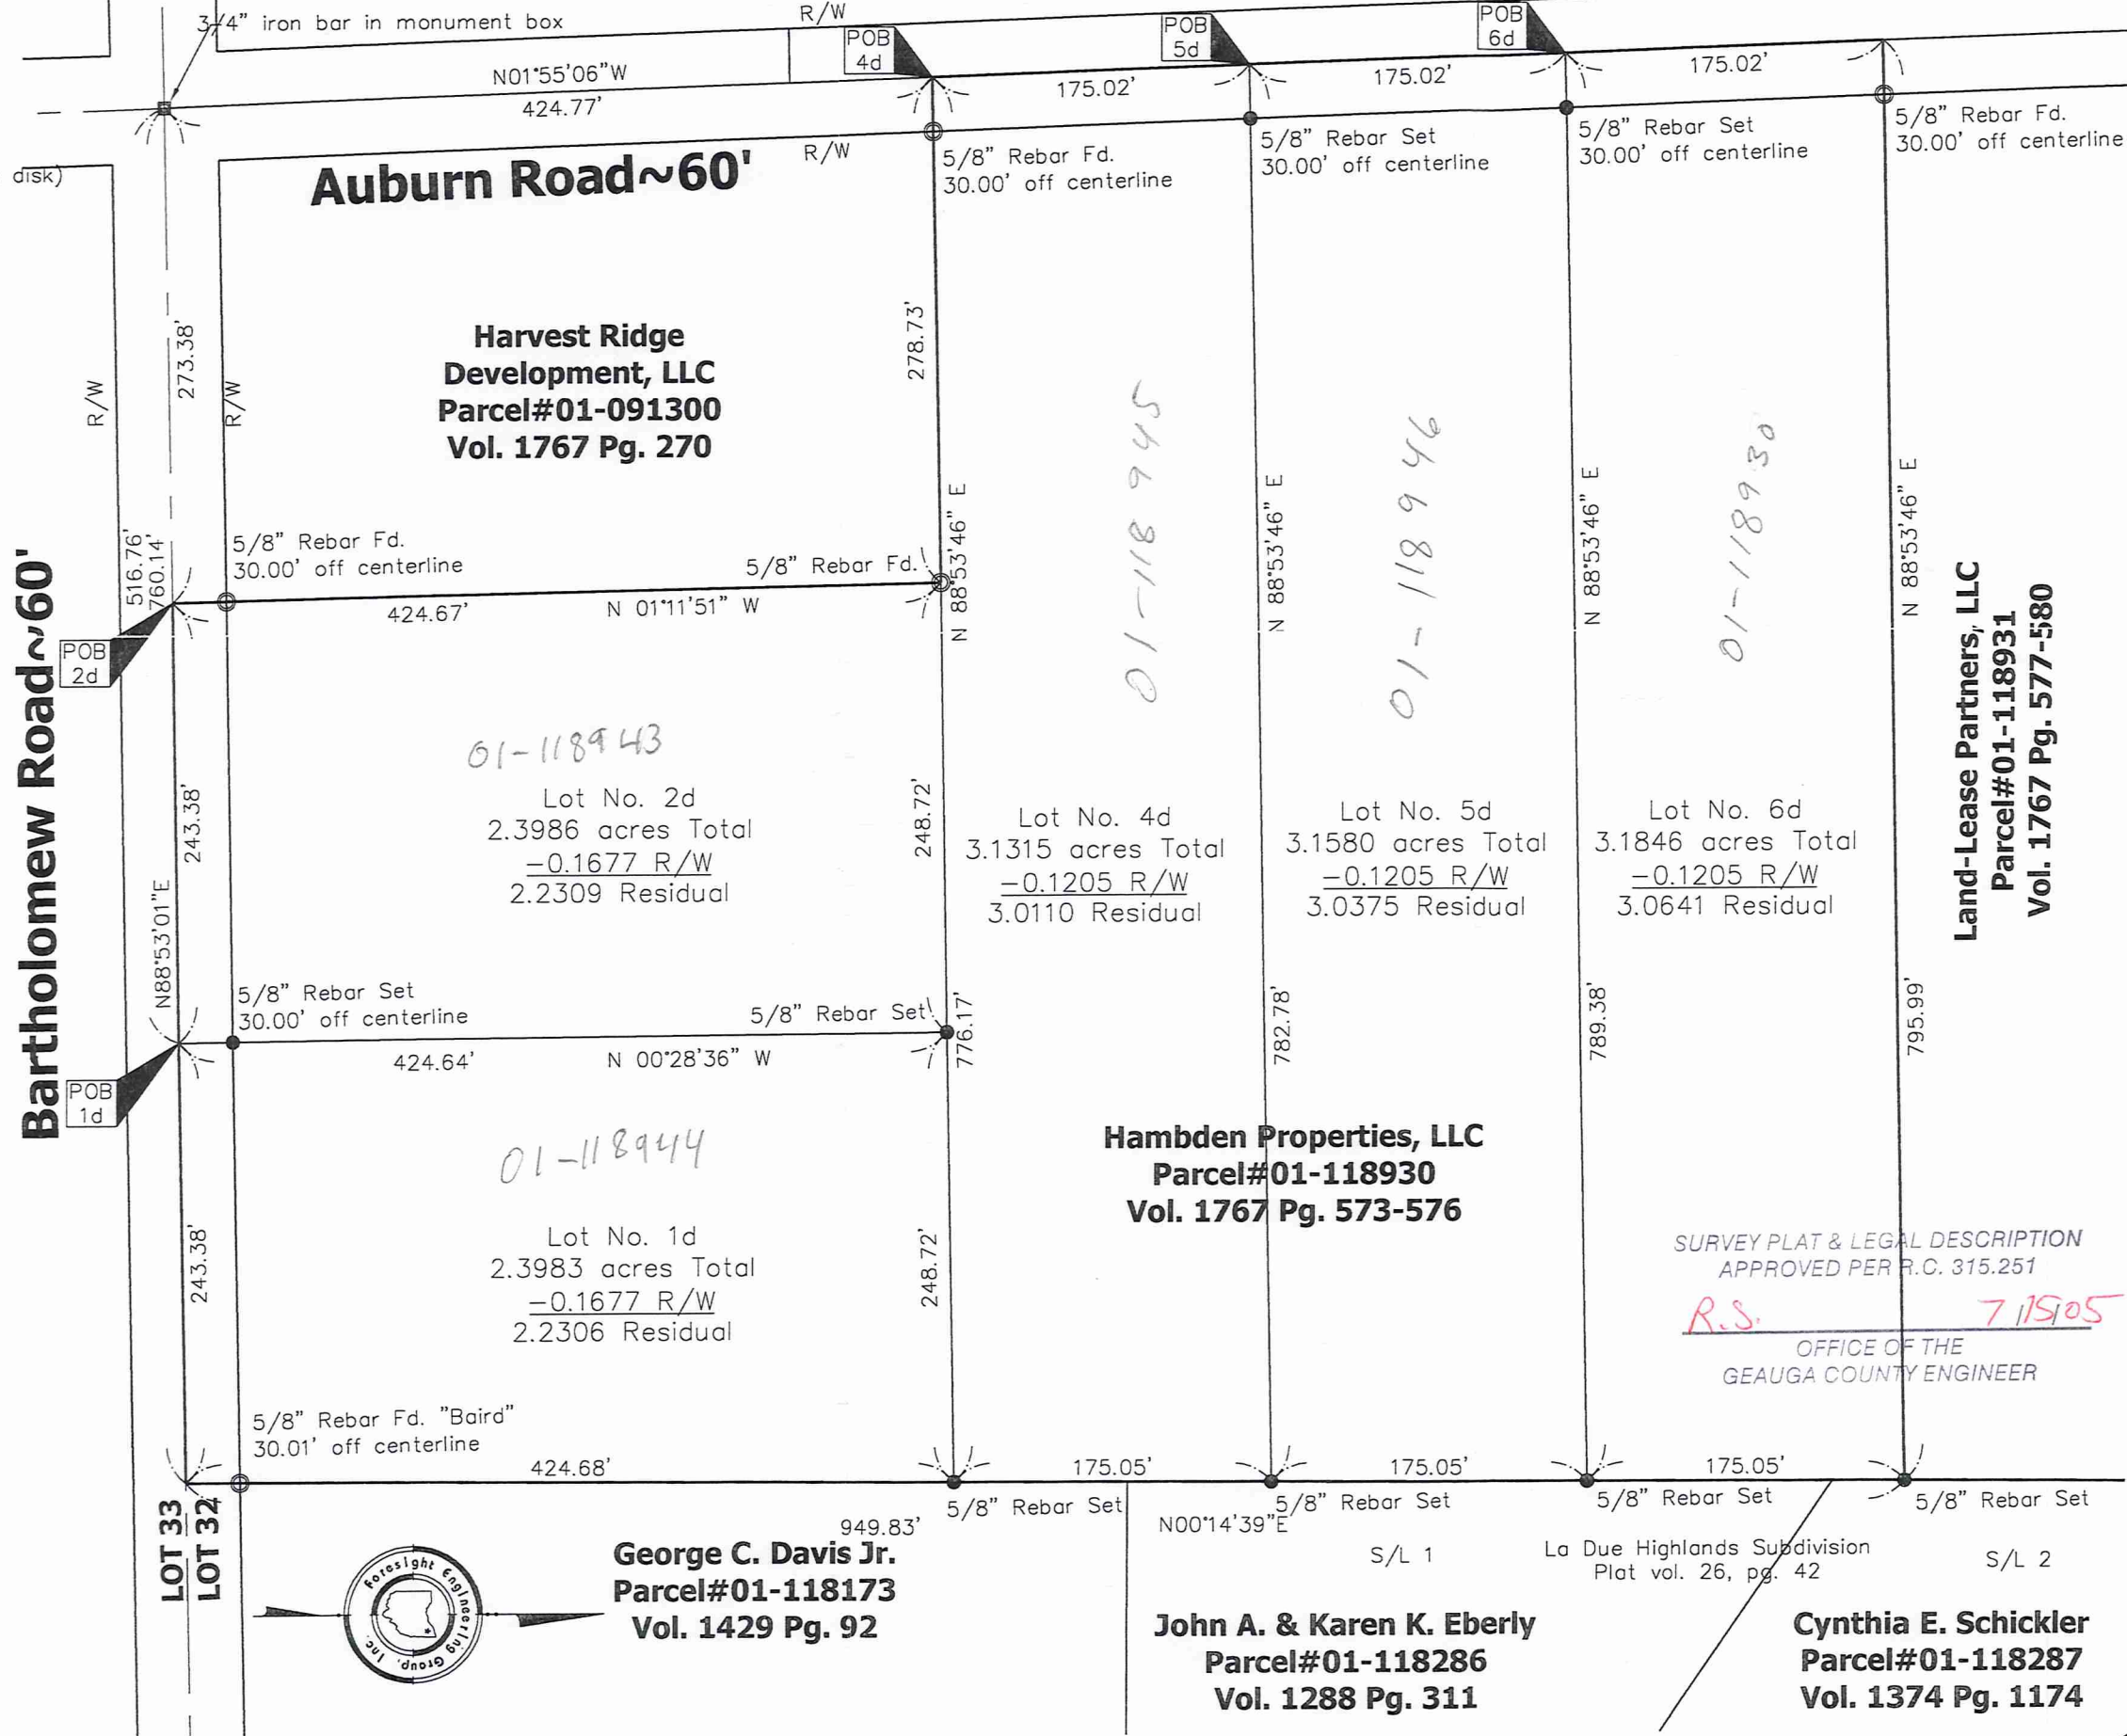 3/4" iron bar in monument box
R/W
POB
4d
POB
5d
POB
6d
N01°55'06"W
424.77'
175.02'
175.02'
175.02'
disk)
Auburn Road~60'
R/W
5/8" Rebar Fd.
30.00' off centerline
5/8" Rebar Set
30.00' off centerline
5/8" Rebar Set
30.00' off centerline
5/8" Rebar Fd.
30.00' off centerline
R/W
273.38'
R/W
Harvest Ridge
Development, LLC
Parcel#01-091300
Vol. 1767 Pg. 270
278.73'
01-118945
01-118946
01-118930
N 88°53'46" E
N 88°53'46" E
N 88°53'46" E
N 88°53'46" E
Bartholomew Road~60'
516.76'
760.14'
5/8" Rebar Fd.
30.00' off centerline
5/8" Rebar Fd.
424.67'
N 01°11'51" W
POB
2d
Land-Lease Partners, LLC
Parcel#01-118931
Vol. 1767 Pg. 577-580
01-118943
Lot No. 2d
2.3986 acres Total
-0.1677 R/W
2.2309 Residual
243.38'
248.72'
Lot No. 4d
3.1315 acres Total
-0.1205 R/W
3.0110 Residual
Lot No. 5d
3.1580 acres Total
-0.1205 R/W
3.0375 Residual
Lot No. 6d
3.1846 acres Total
-0.1205 R/W
3.0641 Residual
N88°53'01"E
5/8" Rebar Set
30.00' off centerline
5/8" Rebar Set
424.64'
N 00°28'36" W
776.17'
782.78'
789.38'
795.99'
POB
1d
01-118944
Lot No. 1d
2.3983 acres Total
-0.1677 R/W
2.2306 Residual
243.38'
248.72'
Hambden Properties, LLC
Parcel#01-118930
Vol. 1767 Pg. 573-576
SURVEY PLAT & LEGAL DESCRIPTION
APPROVED PER R.C. 315.251
R.S. 7/15/05
OFFICE OF THE
GEAUGA COUNTY ENGINEER
5/8" Rebar Fd. "Baird"
30.01' off centerline
424.68'
175.05'
175.05'
175.05'
5/8" Rebar Set
5/8" Rebar Set
5/8" Rebar Set
5/8" Rebar Set
LOT 33
LOT 32
949.83'
N00°14'39"E
S/L 1
La Due Highlands Subdivision
Plat vol. 26, pg. 42
S/L 2
Foresight Engineering Group, Inc.
George C. Davis Jr.
Parcel#01-118173
Vol. 1429 Pg. 92
John A. & Karen K. Eberly
Parcel#01-118286
Vol. 1288 Pg. 311
Cynthia E. Schickler
Parcel#01-118287
Vol. 1374 Pg. 1174